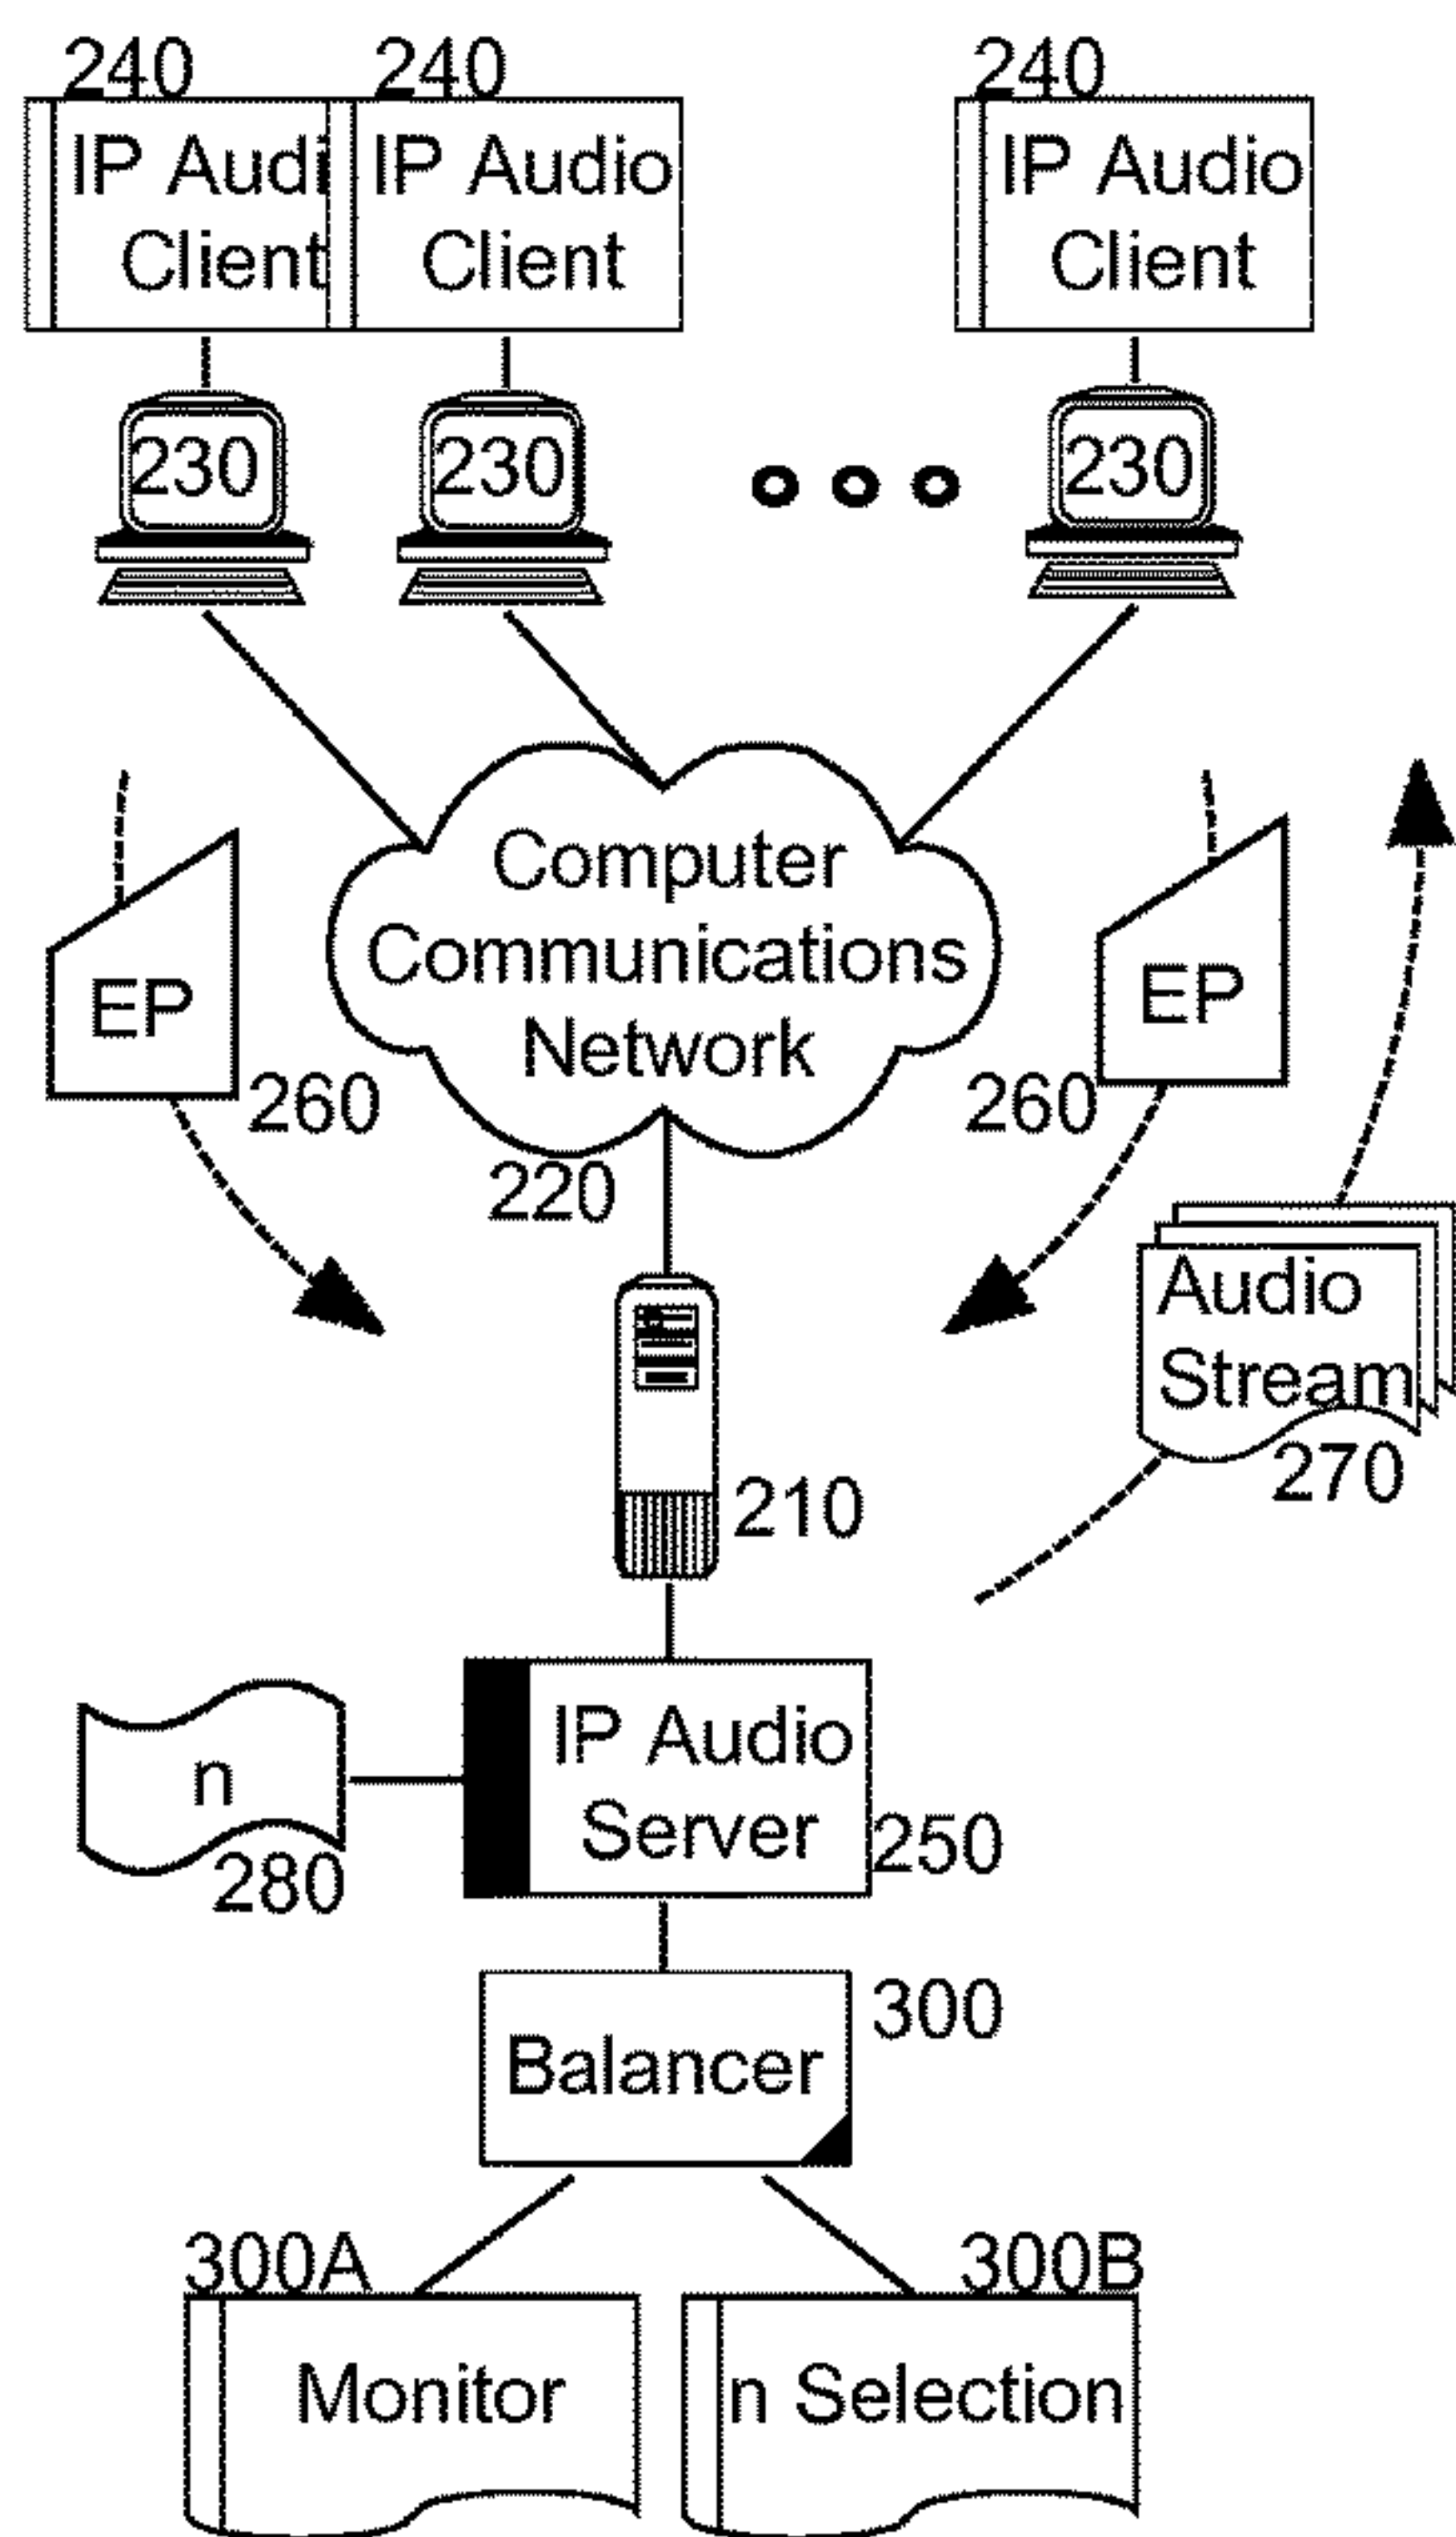 240
240
240
IP Audi
Client
IP Audio
Client
IP Audio
Client
230
230
230
Computer
Communications
Network
EP
260
EP
260
220
Audio
Stream
270
210
IP Audio
Server
250
n
280
Balancer
300
300A
300B
Monitor
n Selection